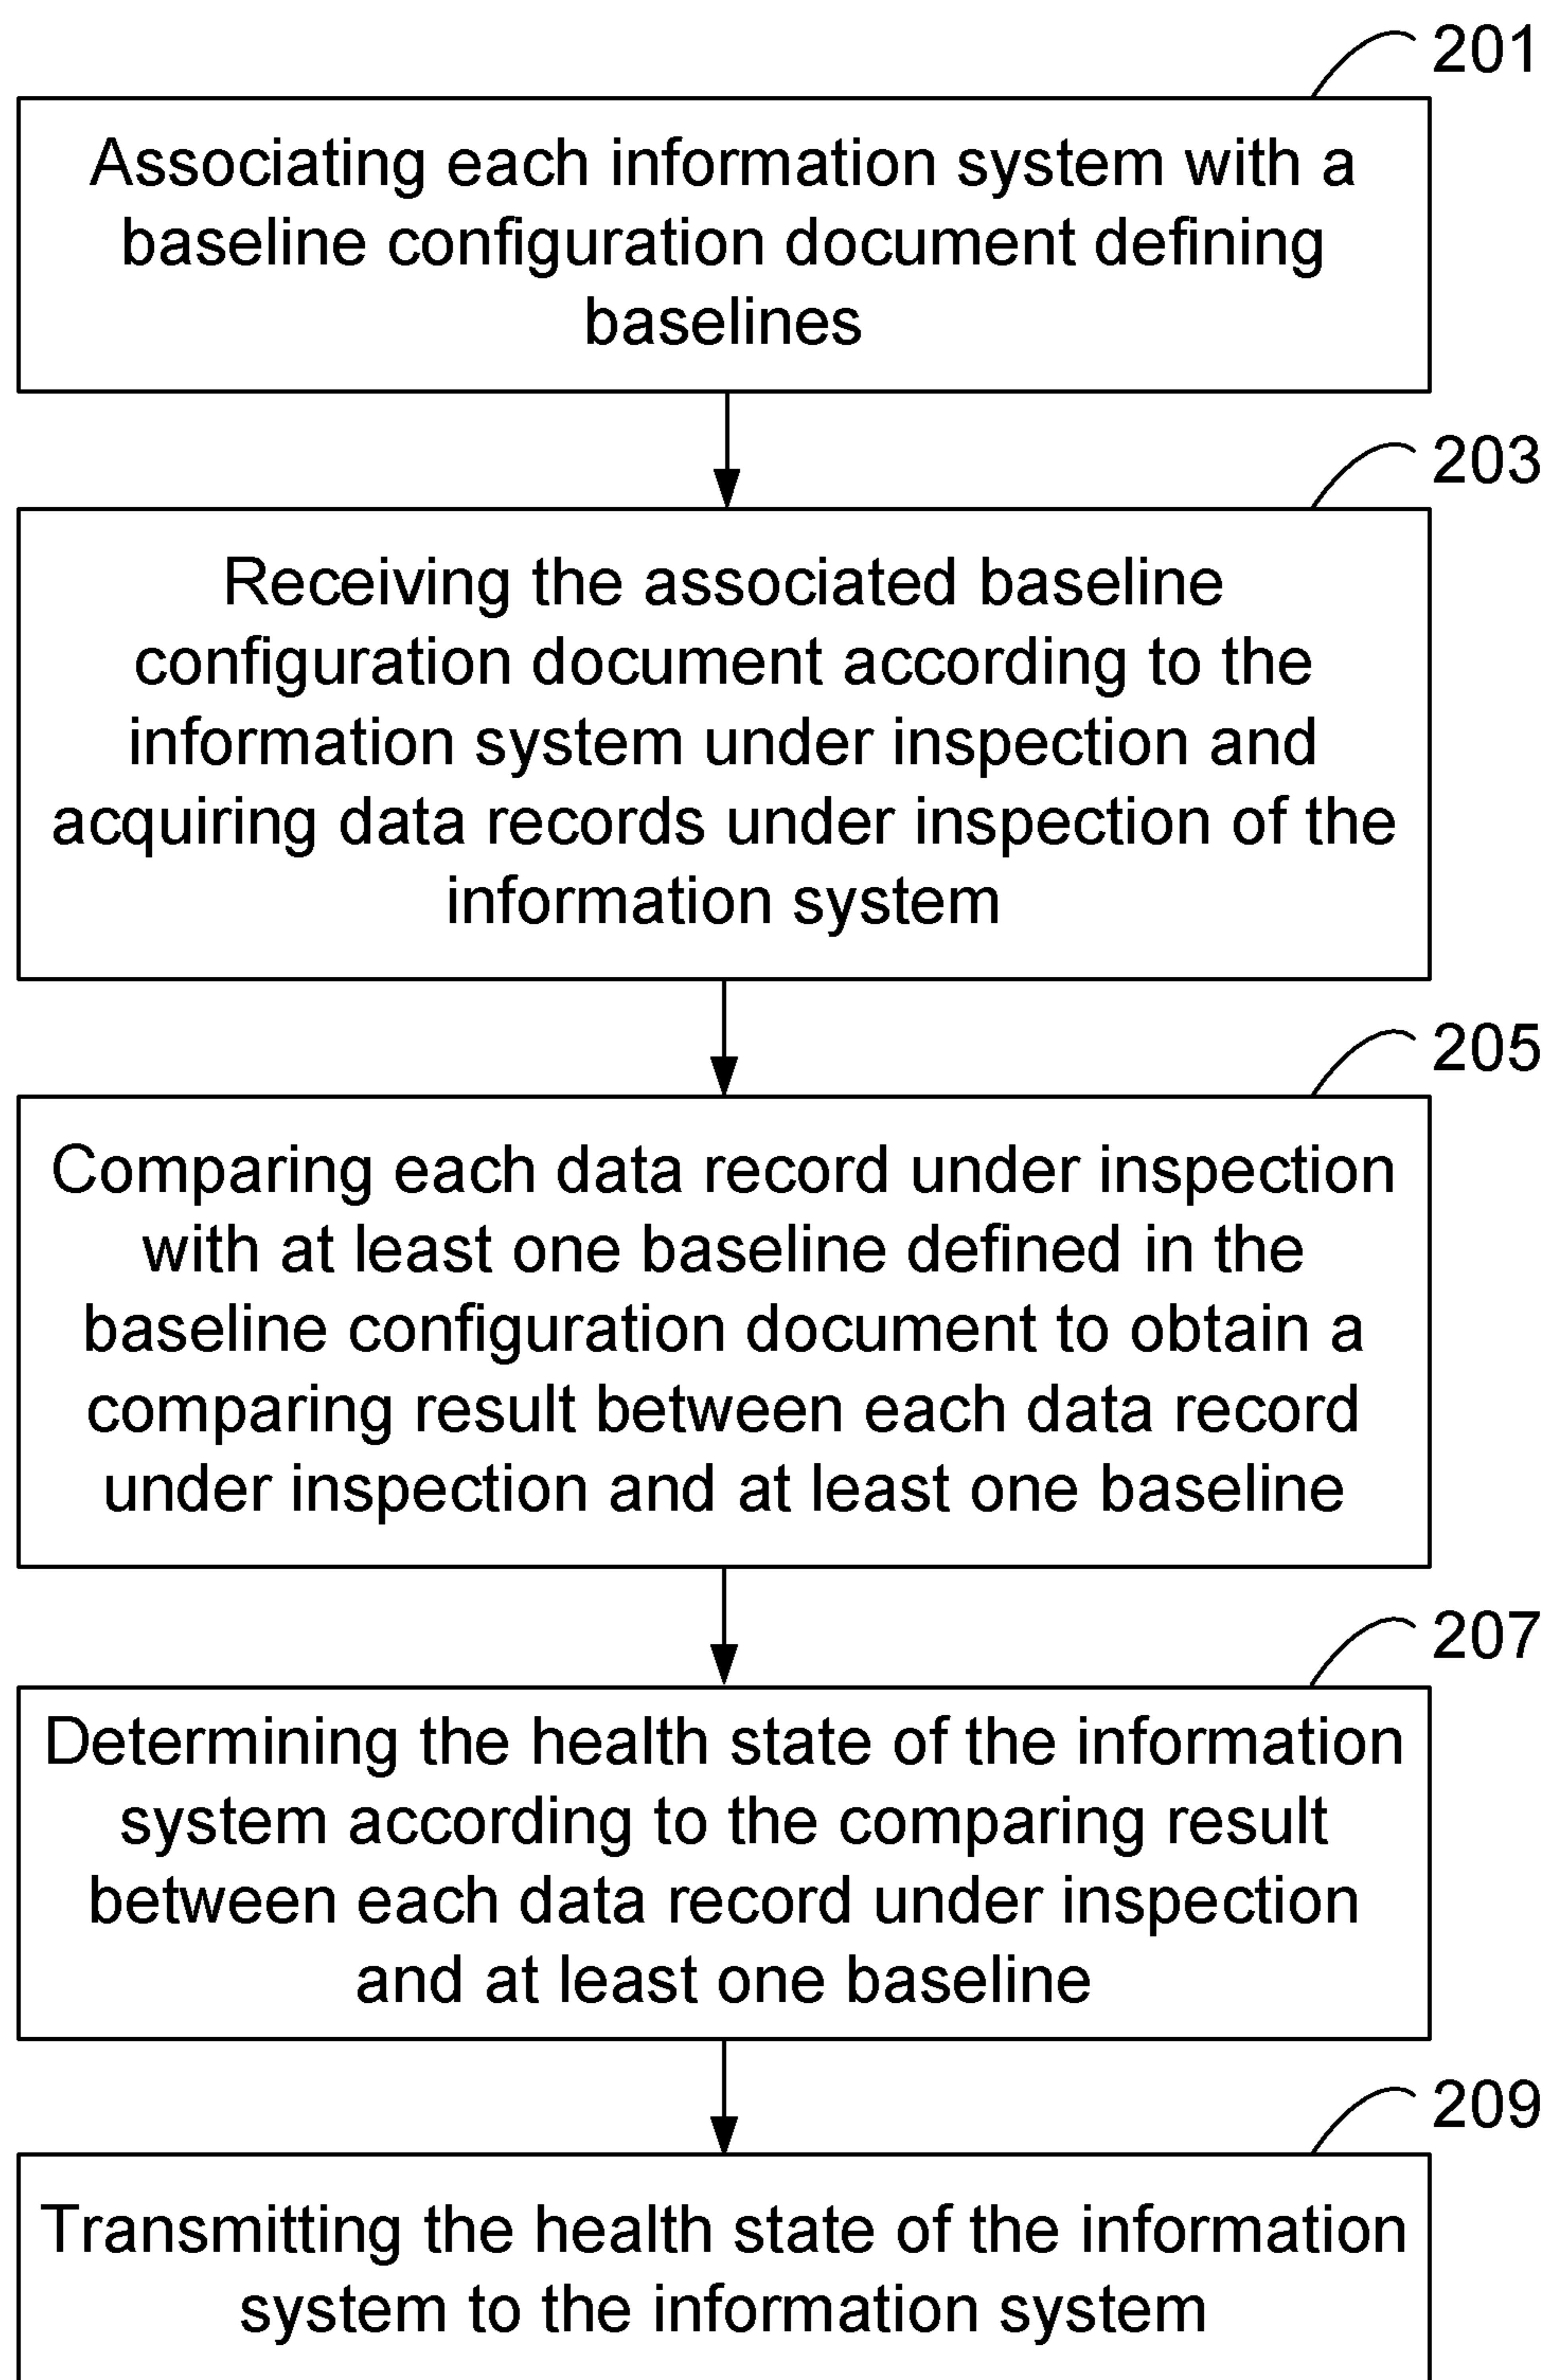 201
Associating each information system with a
baseline configuration document defining
baselines
203
Receiving the associated baseline
configuration document according to the
information system under inspection and
acquiring data records under inspection of the
information system
205
Comparing each data record under inspection
with at least one baseline defined in the
baseline configuration document to obtain a
comparing result between each data record
under inspection and at least one baseline
207
Determining the health state of the information
system according to the comparing result
between each data record under inspection
and at least one baseline
209
Transmitting the health state of the information
system to the information system